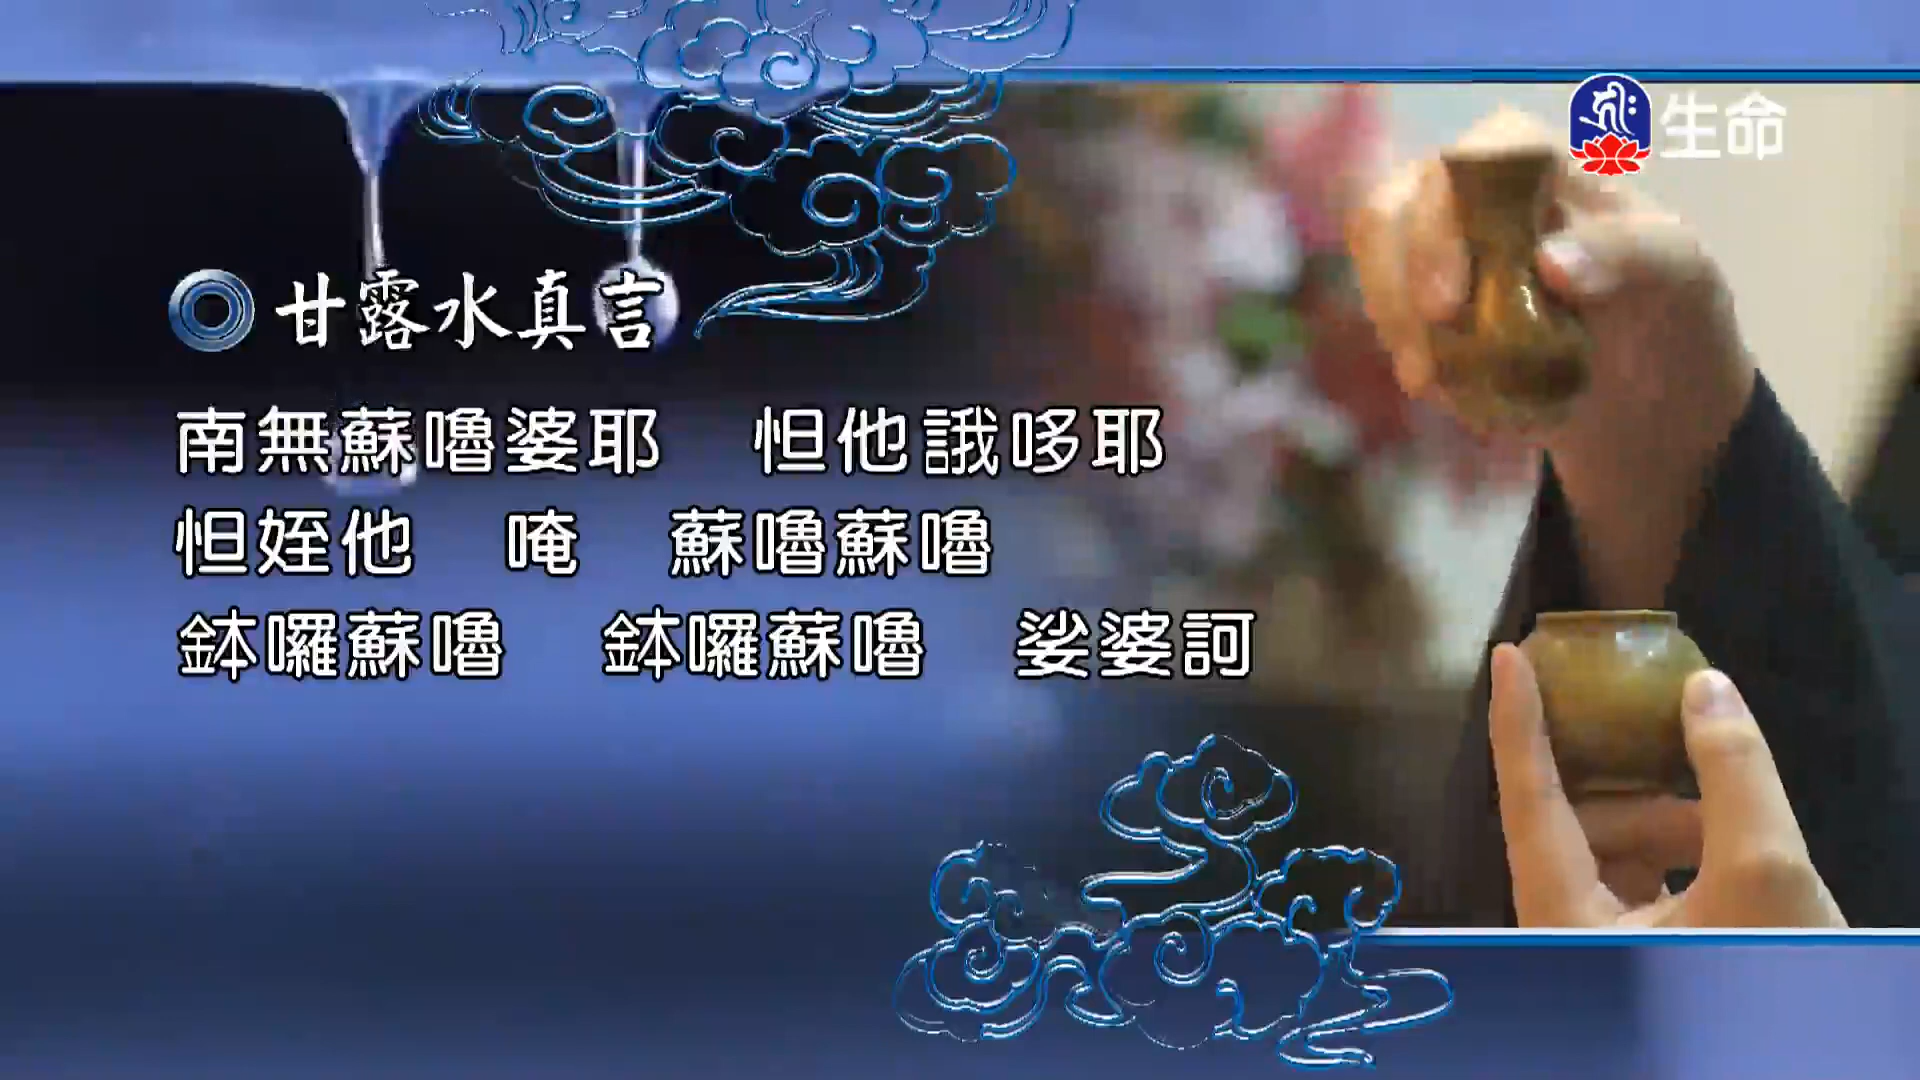 生命
甘露水真言
南無蘇嚕婆耶　怛他誐哆耶
怛姪他　唵　蘇嚕蘇嚕
鉢囉蘇嚕　鉢囉蘇嚕　娑婆訶